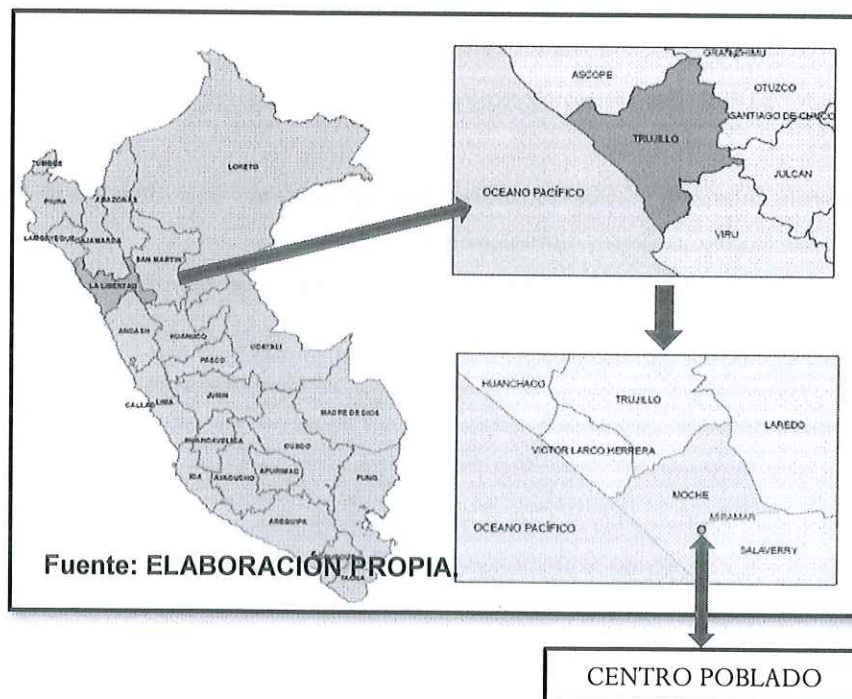 LORETO
TUMBES
PIURA
AMAZONAS
LAMBAYEQUE
CAJAMARCA
SAN MARTIN
LA LIBERTAD
ANCASH
HUANUCO
UCAYALI
PASCO
JUNIN
CALLAO
LIMA
MADRE DE DIOS
HUANCAVELICA
CUSCO
ICA
AYACUCHO
APURIMAC
PUNO
AREQUIPA
TACNA
Fuente: ELABORACIÓN PROPIA.
GRAN CHIMU
ASCOPE
OTUZCO
SANTIAGO DE CHUCO
TRUJILLO
JULCAN
OCEANO PACÍFICO
VIRU
HUANCHACO
TRUJILLO
LAREDO
VICTOR LARCO HERRERA
MOCHE
MIRAMAR
OCEANO PACÍFICO
SALAVERRY
CENTRO POBLADO